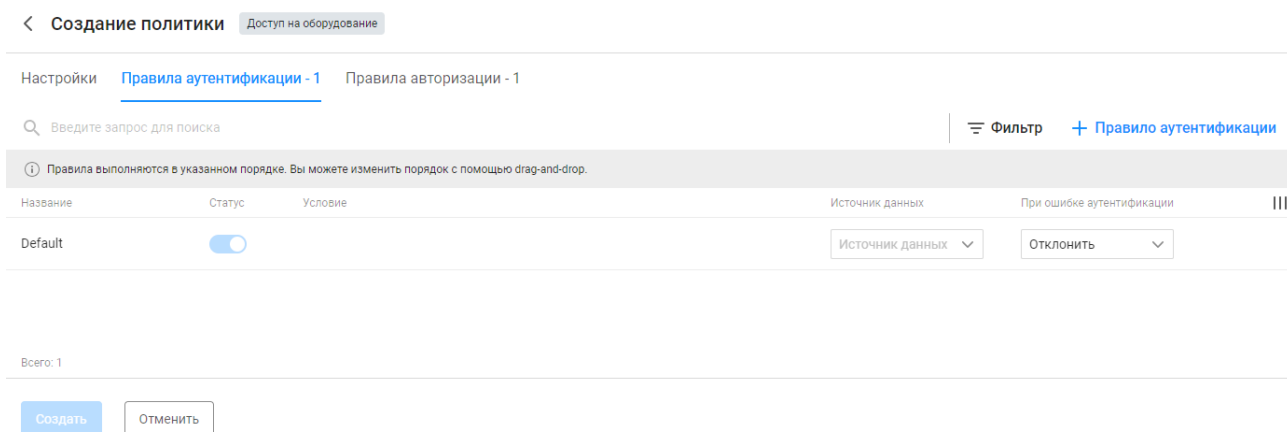 Создание политики Доступ на оборудование
Настройки Правила аутентификации - 1 Правила авторизации - 1
Введите запрос для поиска Фильтр + Правило аутентификации
Правила выполняются в указанном порядке. Вы можете изменить порядок с помощью drag-and-drop.
Название Статус Условие Источник данных При ошибке аутентификации
Default Источник данных Отклонить
Всего: 1
Создать Отменить